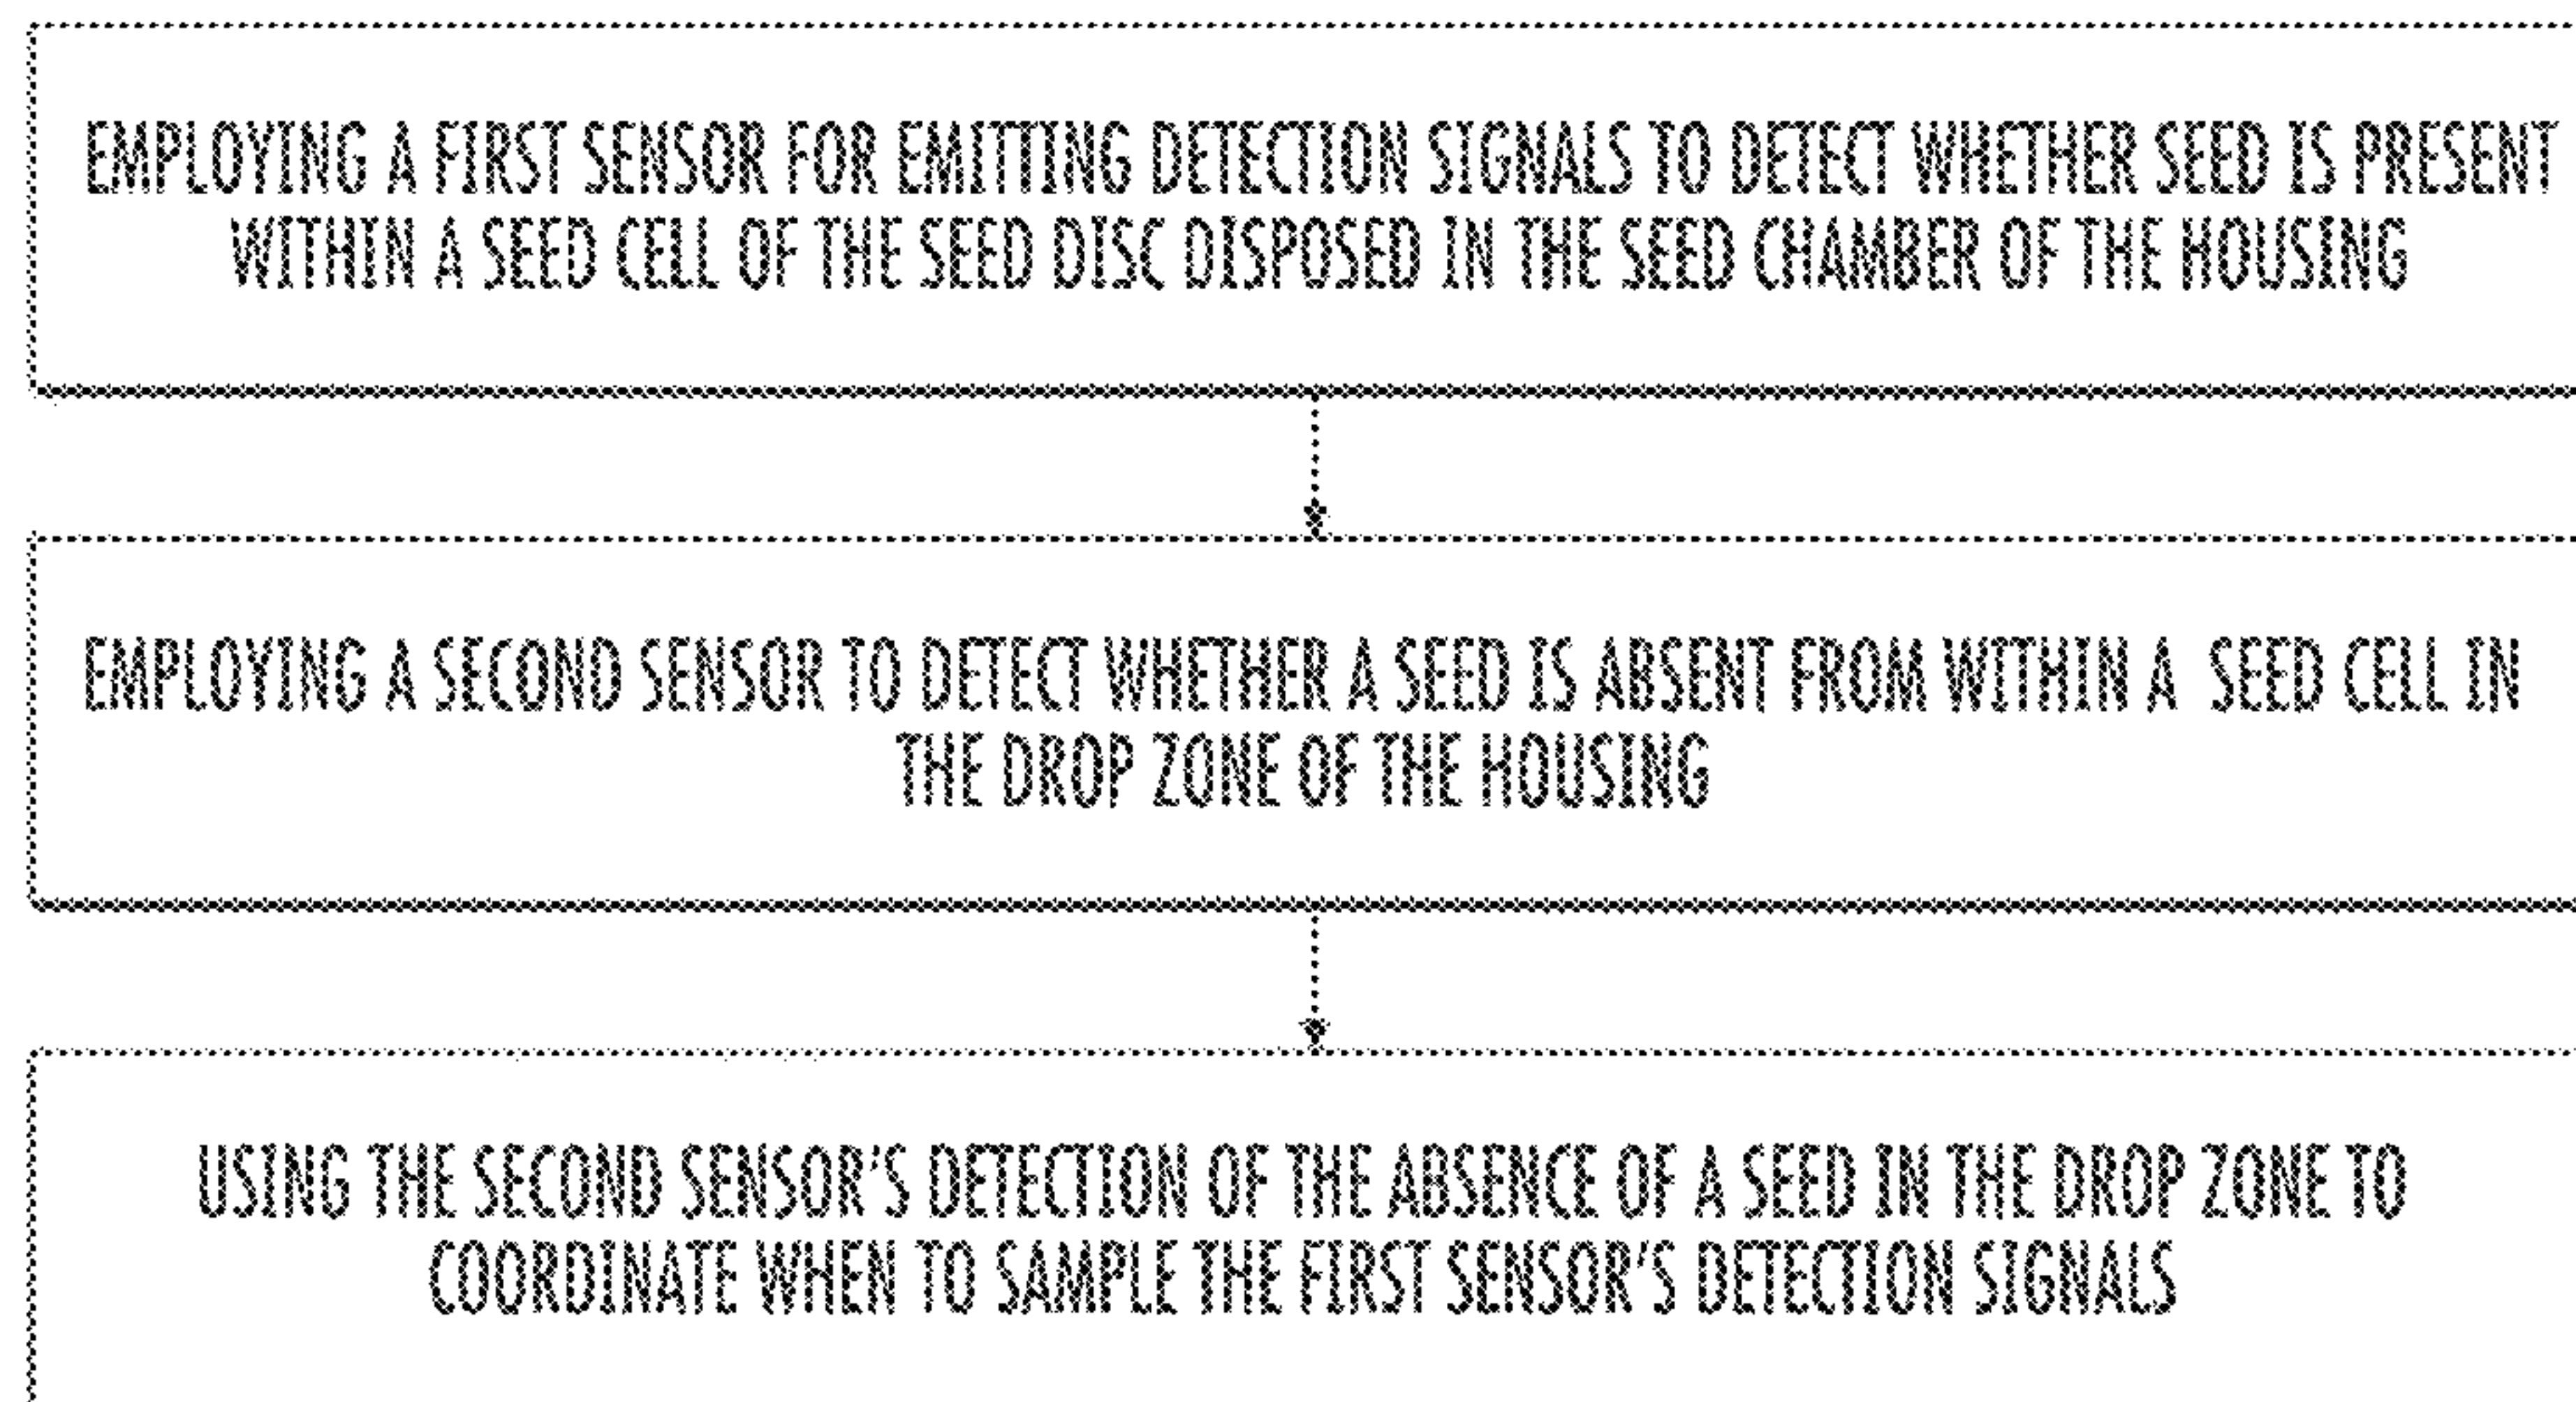 EMPLOYING A FIRST SENSOR FOR EMITTING DETECTION SIGNALS TO DETECT WHETHER SEED IS PRESENT
WITHIN A SEED CELL OF THE SEED DISC DISPOSED IN THE SEED CHAMBER OF THE HOUSING
EMPLOYING A SECOND SENSOR TO DETECT WHETHER A SEED IS ABSENT FROM WITHIN A SEED CELL IN
THE DROP ZONE OF THE HOUSING
USING THE SECOND SENSOR'S DETECTION OF THE ABSENCE OF A SEED IN THE DROP ZONE TO
COORDINATE WHEN TO SAMPLE THE FIRST SENSOR'S DETECTION SIGNALS